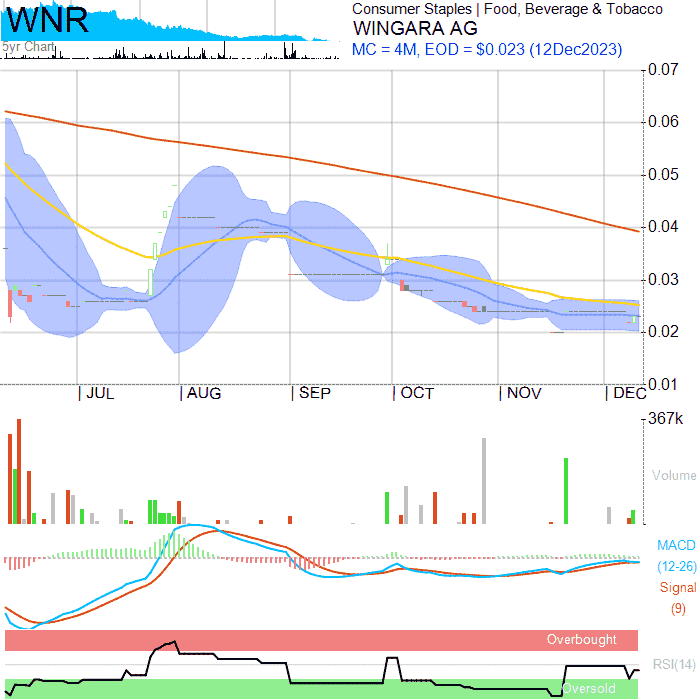 WNR
5yr Chart
Consumer Staples | Food, Beverage & Tobacco
WINGARA AG
MC = 4M, EOD = $0.023 (12Dec2023)
0.07
0.06
0.05
0.04
0.03
0.02
0.01
JUL
AUG
SEP
OCT
NOV
DEC
367k
Volume
MACD
(12-26)
Signal
(9)
Overbought
RSI(14)
Oversold